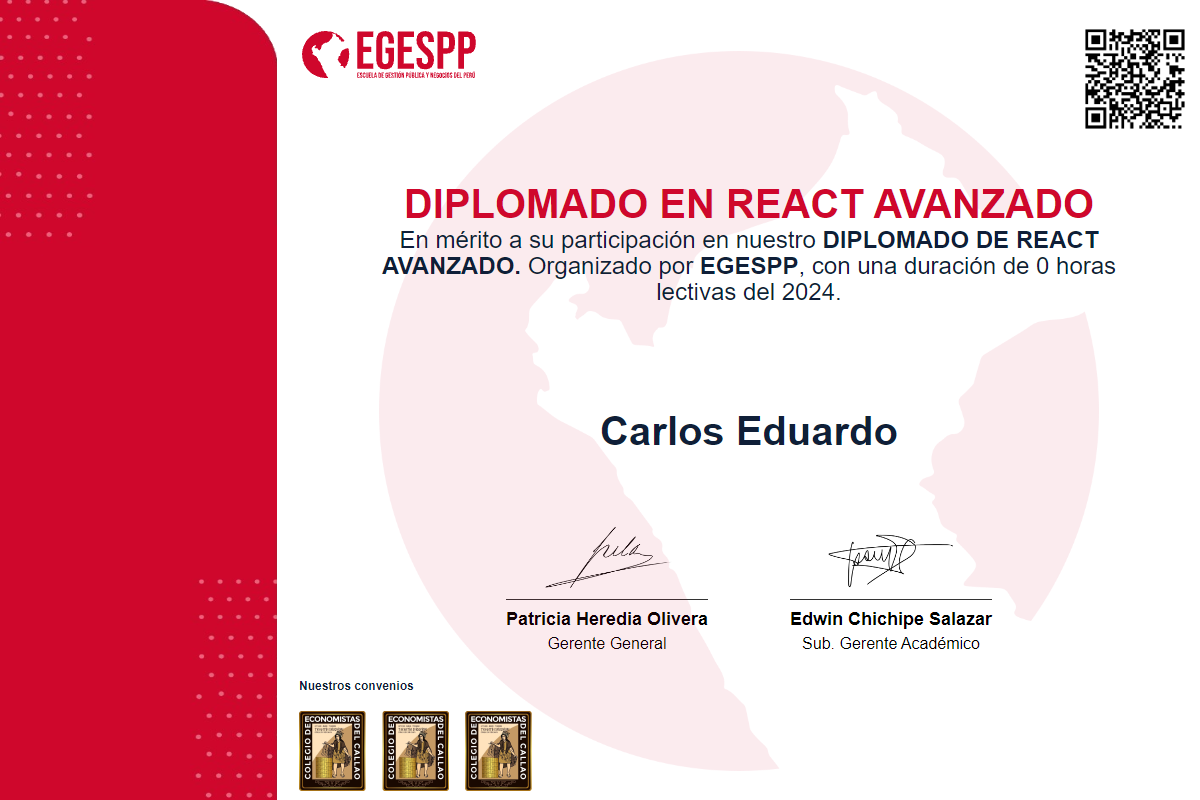 EGESPP
ESCUELA DE GESTIÓN PÚBLICA Y NEGOCIOS DEL PERÚ
DIPLOMADO EN REACT AVANZADO
En mérito a su participación en nuestro DIPLOMADO DE REACT
AVANZADO. Organizado por EGESPP, con una duración de 0 horas
lectivas del 2024.
Carlos Eduardo
Patricia Heredia Olivera
Gerente General
Edwin Chichipe Salazar
Sub. Gerente Académico
Nuestros convenios
COLEGIO DE ECONOMISTAS DEL CALLAO
COLEGIO DE ECONOMISTAS DEL CALLAO
COLEGIO DE ECONOMISTAS DEL CALLAO